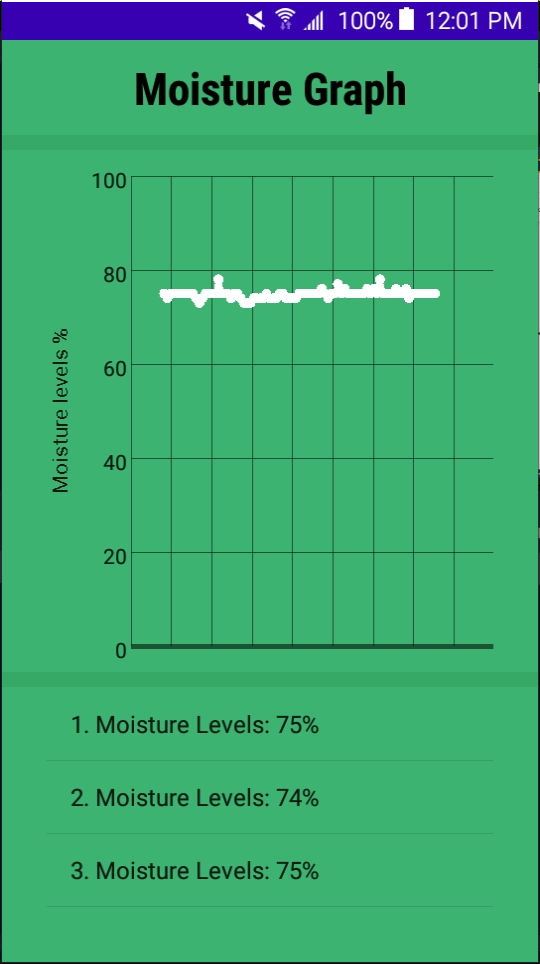 100% 12:01 PM
Moisture Graph
100
80
60
40
20
0
Moisture levels %
1. Moisture Levels: 75%
2. Moisture Levels: 74%
3. Moisture Levels: 75%